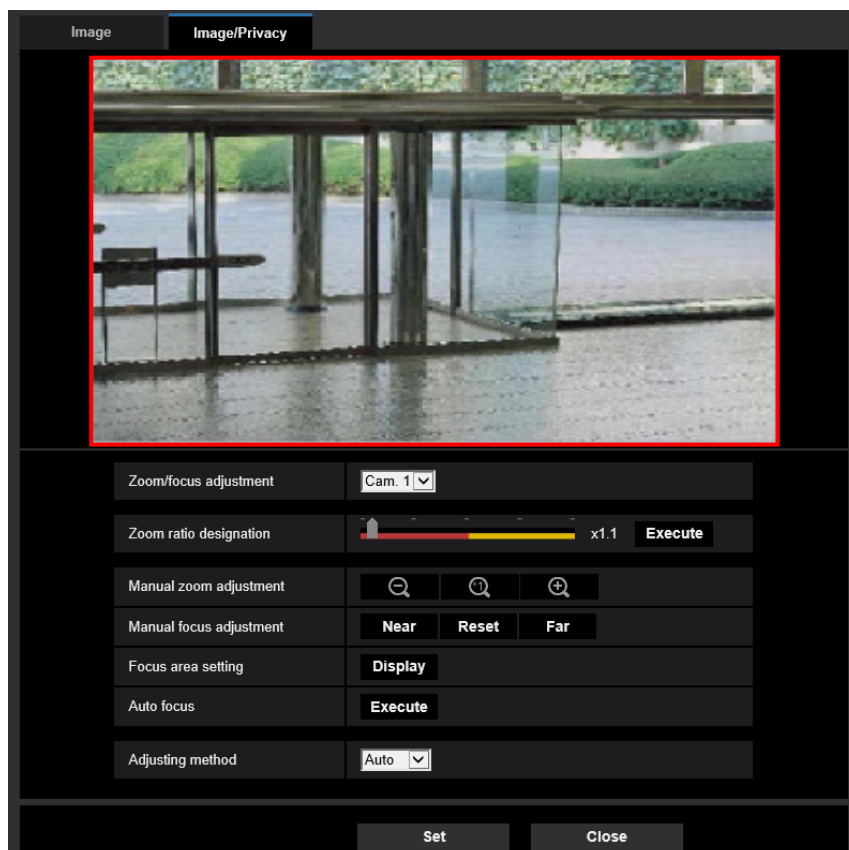 Image Image/Privacy
Zoom/focus adjustment Cam. 1
Zoom ratio designation x1.1 Execute
Manual zoom adjustment x1
Manual focus adjustment Near Reset Far
Focus area setting Display
Auto focus Execute
Adjusting method Auto
Set Close